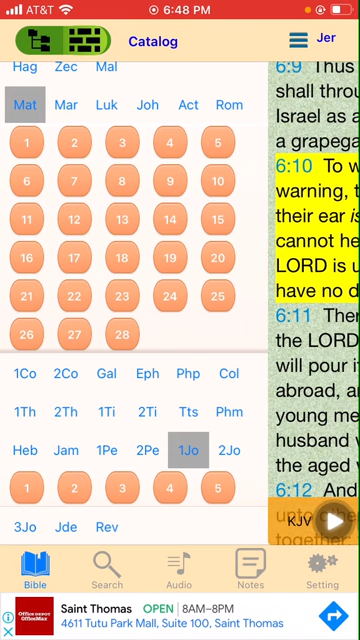 AT&T 6:48 PM
Catalog Jer
Hag Zec Mal
Mat Mar Luk Joh Act Rom
1 2 3 4 5
6 7 8 9 10
11 12 13 14 15
16 17 18 19 20
21 22 23 24 25
26 27 28
1Co 2Co Gal Eph Php Col
1Th 2Th 1Ti 2Ti Tts Phm
Heb Jam 1Pe 2Pe 1Jo 2Jo
1 2 3 4 5
3Jo Jde Rev
6:9 Thus
shall throu
Israel as a
a grapega
6:10 To w
warning, t
their ear is
cannot he
LORD is u
have no d
6:11 Ther
the LORD
will pour i
abroad, a
young me
husband w
the aged
6:12 And
upto othe
together:
KJV
Bible Search Audio Notes Setting
Office DEPOT
OfficeMax
Saint Thomas OPEN 8AM–8PM
4611 Tutu Park Mall, Suite 100, Saint Thomas